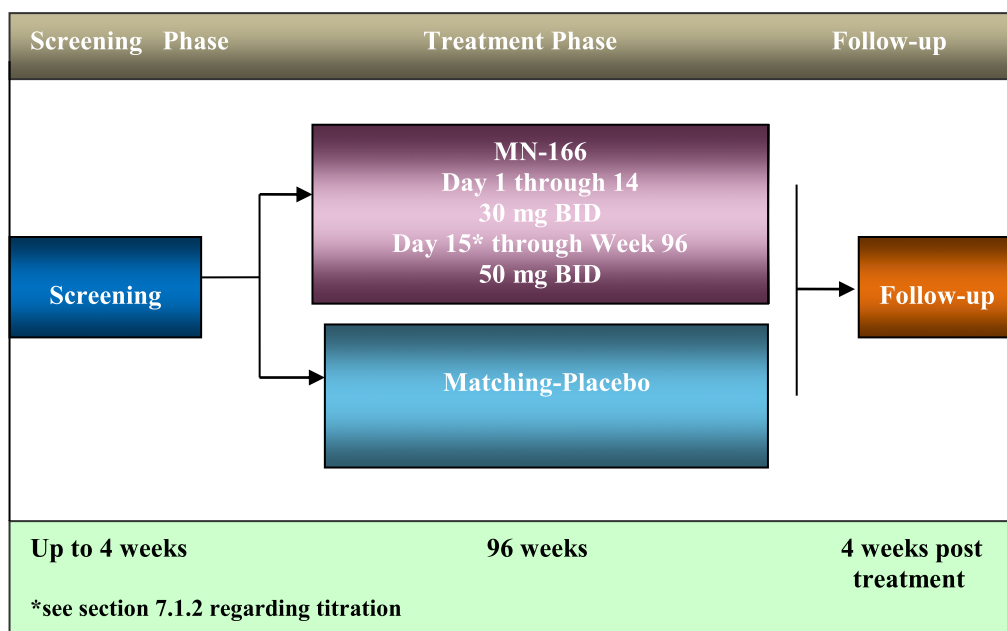 Screening Phase Treatment Phase Follow-up
MN-166
Day 1 through 14
30 mg BID
Day 15* through Week 96
50 mg BID
Screening
Follow-up
Matching-Placebo
Up to 4 weeks 96 weeks 4 weeks post
treatment
*see section 7.1.2 regarding titration